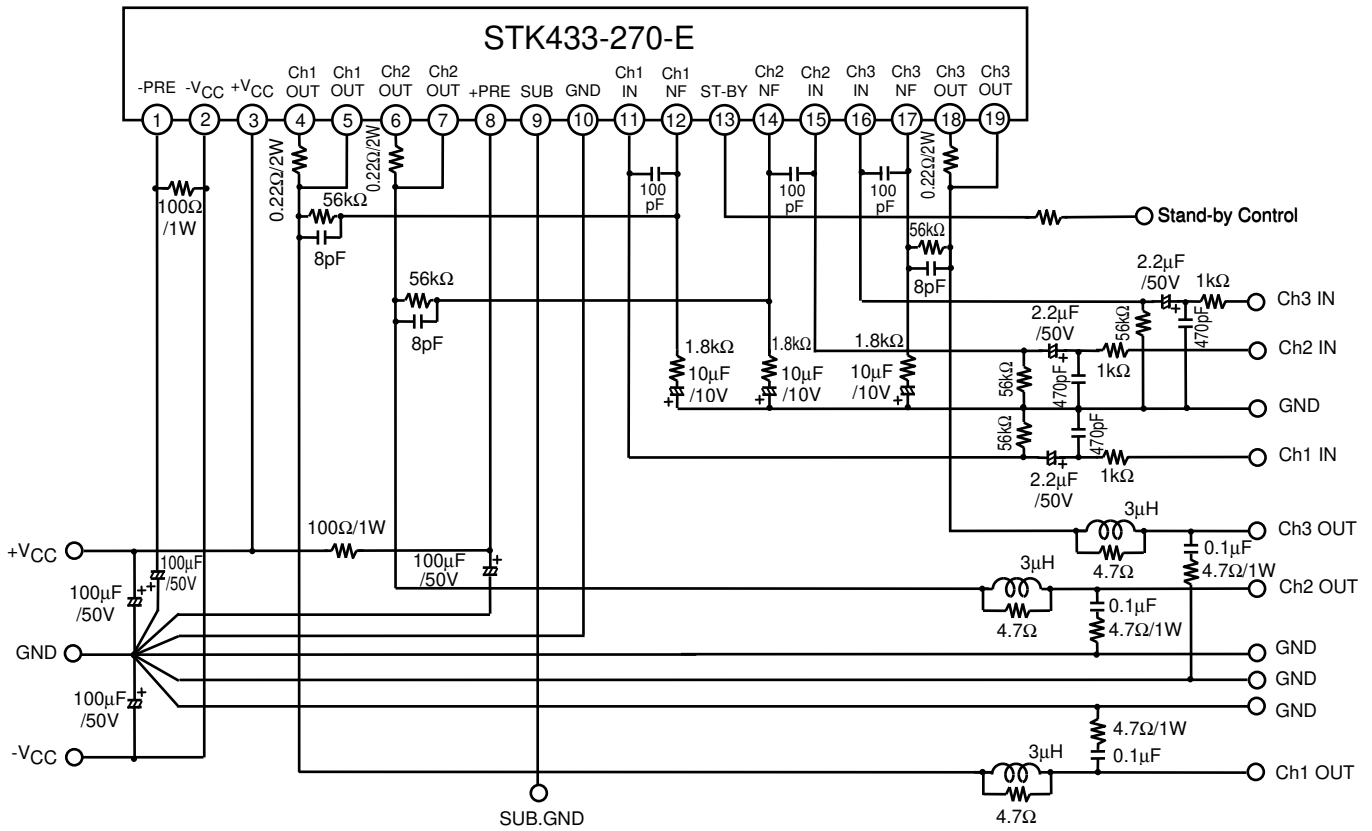 STK433-270-E
-PRE
-VCC
+VCC
Ch1
OUT
Ch1
OUT
Ch2
OUT
Ch2
OUT
+PRE
SUB
GND
Ch1
IN
Ch1
NF
ST-BY
Ch2
NF
Ch2
IN
Ch3
IN
Ch3
NF
Ch3
OUT
Ch3
OUT
1
2
3
4
5
6
7
8
9
10
11
12
13
14
15
16
17
18
19
0.22Ω/2W
0.22Ω/2W
0.22Ω/2W
100Ω
/1W
56kΩ
8pF
100
pF
100
pF
100
pF
Stand-by Control
56kΩ
8pF
56kΩ
8pF
2.2µF
/50V
1kΩ
Ch3 IN
56kΩ
470pF
2.2µF
/50V
1kΩ
Ch2 IN
1.8kΩ
10µF
/10V
1.8kΩ
10µF
/10V
1.8kΩ
10µF
/10V
56kΩ
470pF
GND
56kΩ
470pF
2.2µF
/50V
1kΩ
Ch1 IN
3µH
4.7Ω
Ch3 OUT
0.1µF
4.7Ω/1W
+VCC
100Ω/1W
100µF
/50V
100µF
/50V
100µF
/50V
3µH
4.7Ω
Ch2 OUT
0.1µF
4.7Ω/1W
GND
GND
GND
GND
100µF
/50V
-VCC
4.7Ω/1W
0.1µF
3µH
4.7Ω
Ch1 OUT
SUB.GND